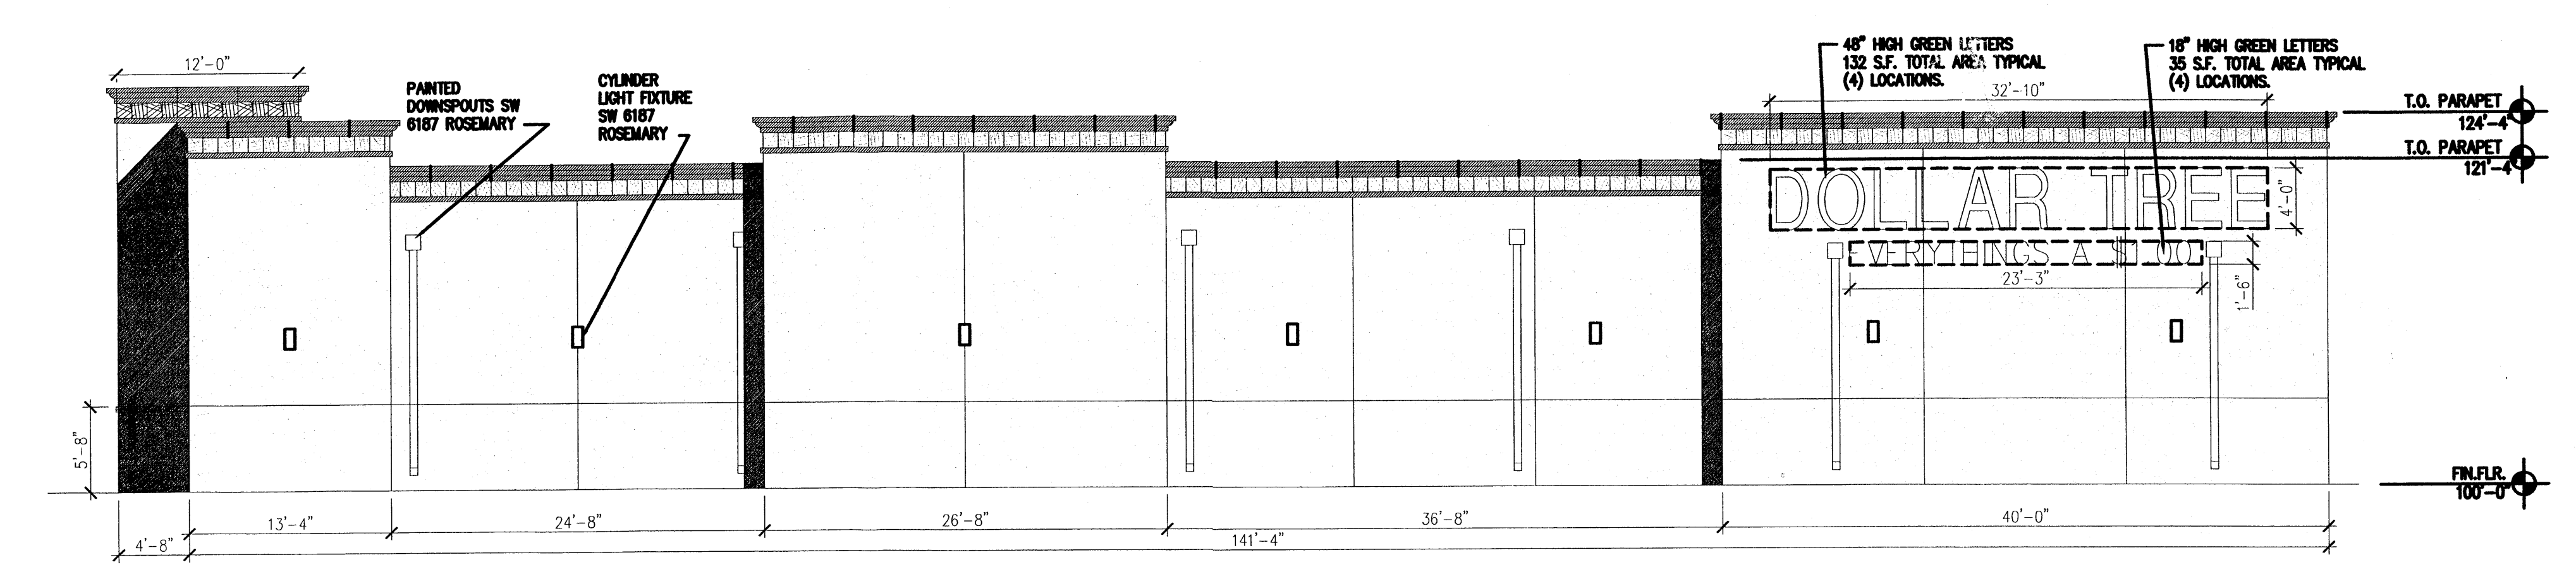 12'-0"
PAINTED
DOWNSPOUTS SW
6187 ROSEMARY
CYLINDER
LIGHT FIXTURE
SW 6187
ROSEMARY
48" HIGH GREEN LETTERS
132 S.F. TOTAL AREA TYPICAL
(4) LOCATIONS.
18" HIGH GREEN LETTERS
35 S.F. TOTAL AREA TYPICAL
(4) LOCATIONS.
32'-10"
T.O. PARAPET
124'-4"
T.O. PARAPET
121'-4"
DOLLAR TREE
4'-0"
EVERYTHINGS A $1.00
23'-3"
1'-6"
5'-8"
FIN.FLR.
100'-0"
13'-4"
24'-8"
26'-8"
36'-8"
40'-0"
4'-8"
141'-4"